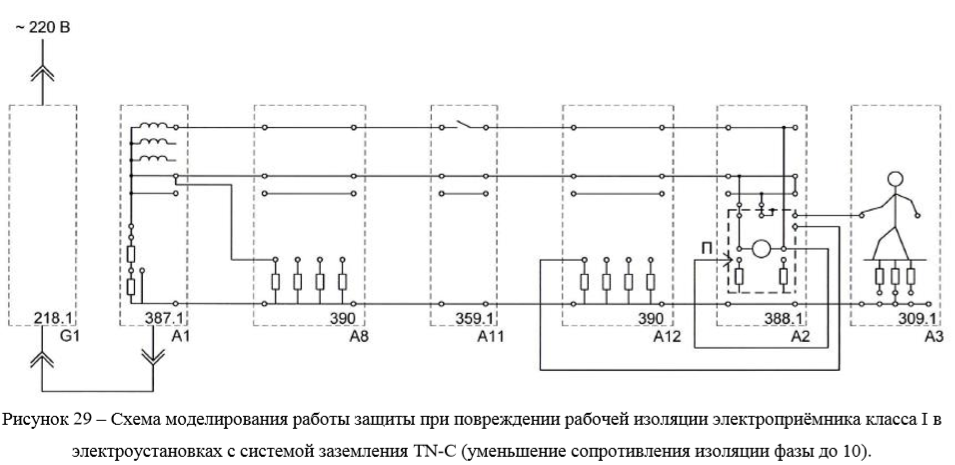 ~ 220 В
П
218.1
387.1
390
359.1
390
388.1
309.1
G1
A1
A8
A11
A12
A2
A3
Рисунок 29 – Схема моделирования работы защиты при повреждении рабочей изоляции электроприёмника класса I в
электроустановках с системой заземления TN-C (уменьшение сопротивления изоляции фазы до 10).